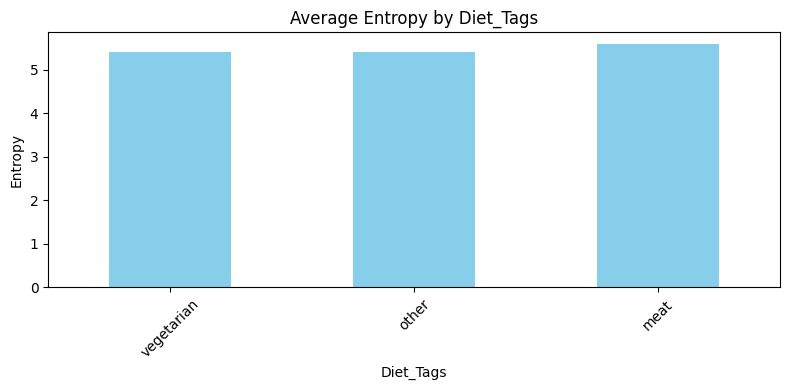 Average Entropy by Diet_Tags
Entropy
5
4
3
2
1
0
vegetarian
other
meat
Diet_Tags